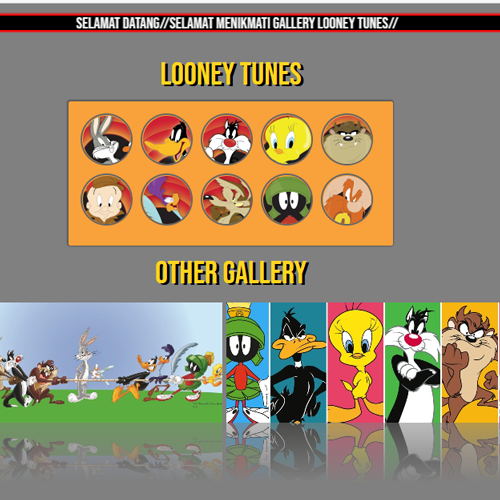 SELAMAT DATANG//SELAMAT MENIKMATI GALLERY LOONEY TUNES//
LOONEY TUNES
OTHER GALLERY